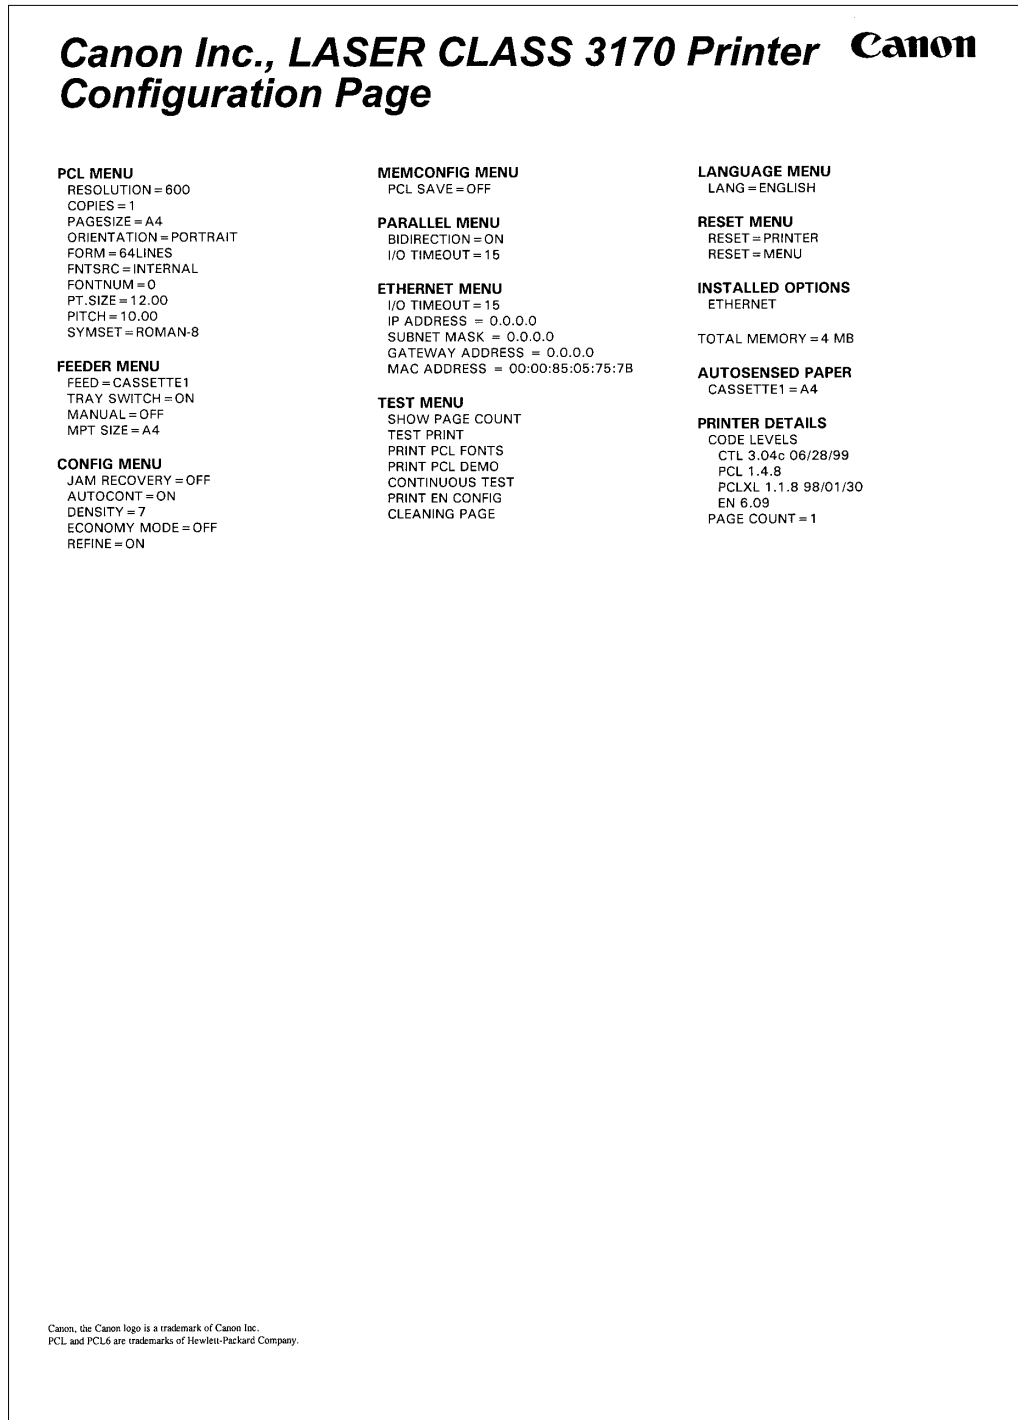 Canon Inc., LASER CLASS 3170 Printer
Configuration Page
Canon
PCL MENU
RESOLUTION=600
COPIES=1
PAGESIZE=A4
ORIENTATION=PORTRAIT
FORM=64LINES
FNTSRC=INTERNAL
FONTNUM=0
PT.SIZE=12.00
PITCH=10.00
SYMSET=ROMAN-8
FEEDER MENU
FEED=CASSETTE1
TRAY SWITCH=ON
MANUAL=OFF
MPT SIZE=A4
CONFIG MENU
JAM RECOVERY=OFF
AUTOCONT=ON
DENSITY=7
ECONOMY MODE=OFF
REFINE=ON
MEMCONFIG MENU
PCL SAVE=OFF
PARALLEL MENU
BIDIRECTION=ON
I/O TIMEOUT=15
ETHERNET MENU
I/O TIMEOUT=15
IP ADDRESS = 0.0.0.0
SUBNET MASK = 0.0.0.0
GATEWAY ADDRESS = 0.0.0.0
MAC ADDRESS = 00:00:85:05:75:7B
TEST MENU
SHOW PAGE COUNT
TEST PRINT
PRINT PCL FONTS
PRINT PCL DEMO
CONTINUOUS TEST
PRINT EN CONFIG
CLEANING PAGE
LANGUAGE MENU
LANG=ENGLISH
RESET MENU
RESET=PRINTER
RESET=MENU
INSTALLED OPTIONS
ETHERNET
TOTAL MEMORY=4 MB
AUTOSENSED PAPER
CASSETTE1=A4
PRINTER DETAILS
CODE LEVELS
CTL 3.04c 06/28/99
PCL 1.4.8
PCLXL 1.1.8 98/01/30
EN 6.09
PAGE COUNT=1
Canon, the Canon logo is a trademark of Canon Inc.
PCL and PCL6 are trademarks of Hewlett-Packard Company.